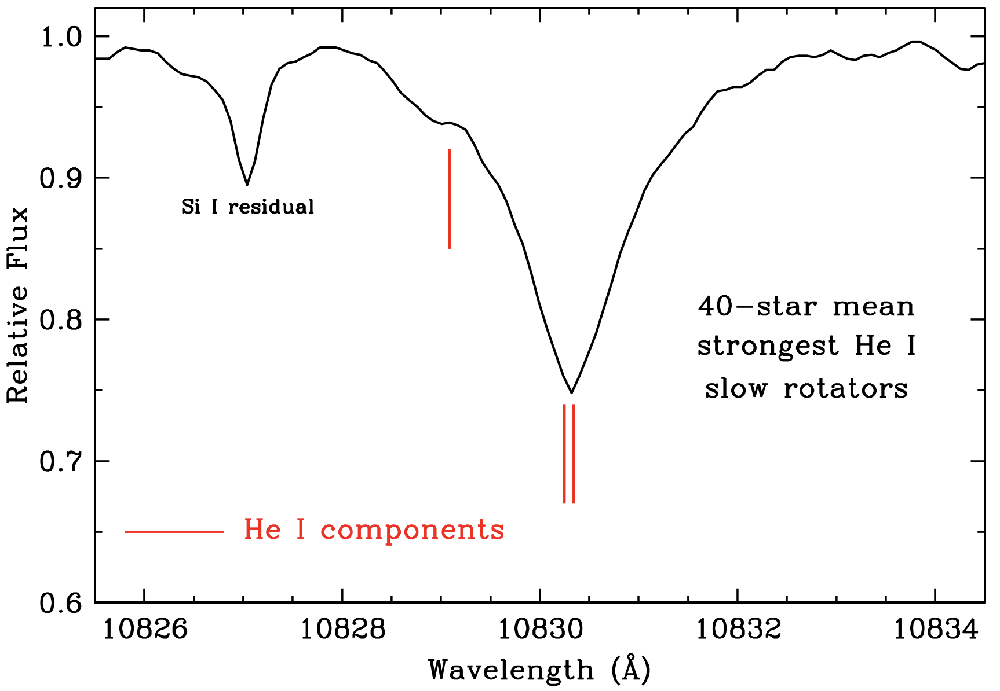 1.0
0.9
0.8
0.7
0.6
Relative Flux
Si I residual
40−star mean
strongest He I
slow rotators
He I components
10826 10828 10830 10832 10834
Wavelength (Å)